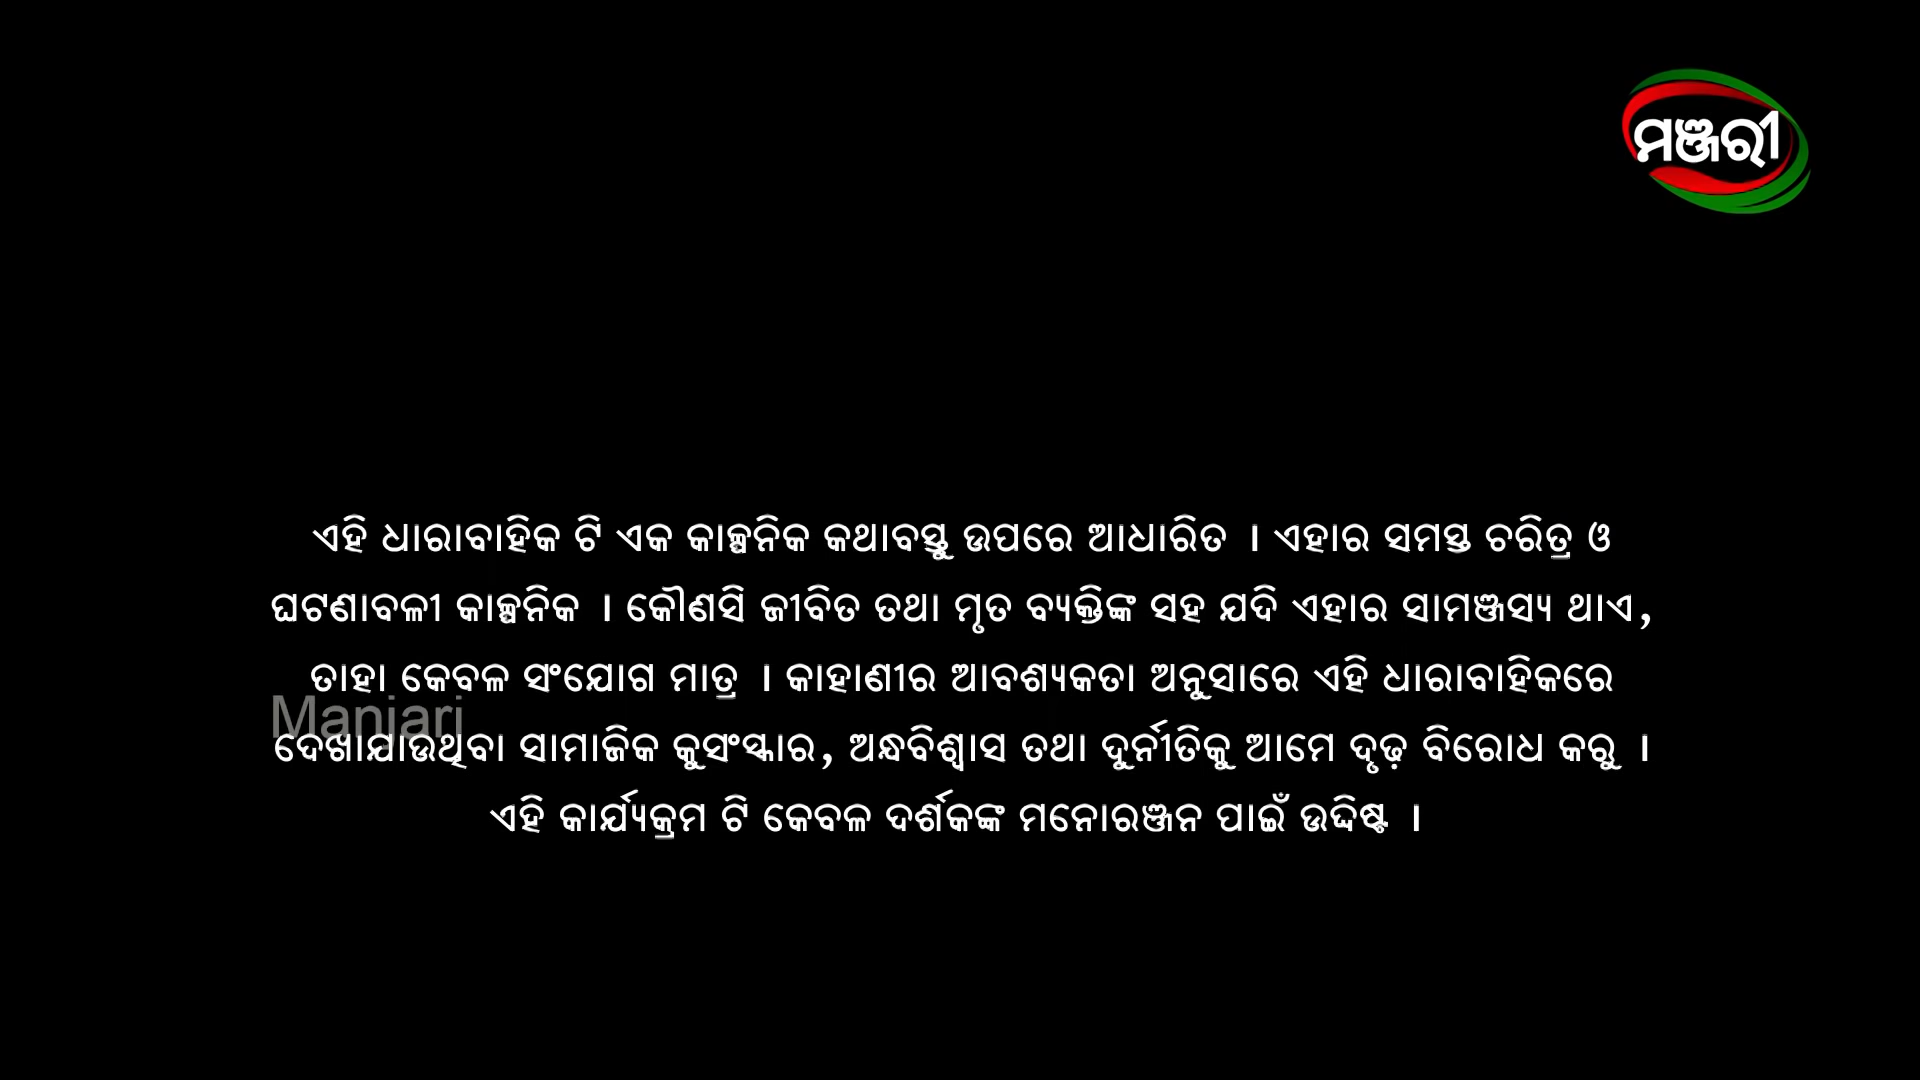 ମଞ୍ଜରୀ
ଏହି ଧାରାବାହିକ ଟି ଏକ କାଳ୍ପନିକ କଥାବସ୍ତୁ ଉପରେ ଆଧାରିତ । ଏହାର ସମସ୍ତ ଚରିତ୍ର ଓ
ଘଟଣାବଳୀ କାଳ୍ପନିକ । କୌଣସି ଜୀବିତ ତଥା ମୃତ ବ୍ୟକ୍ତିଙ୍କ ସହ ଯଦି ଏହାର ସାମଞ୍ଜସ୍ୟ ଥାଏ,
ତାହା କେବଳ ସଂଯୋଗ ମାତ୍ର । କାହାଣୀର ଆବଶ୍ୟକତା ଅନୁସାରେ ଏହି ଧାରାବାହିକରେ
Manjari
ଦେଖାଯାଉଥିବା ସାମାଜିକ କୁସଂସ୍କାର, ଅନ୍ଧବିଶ୍ୱାସ ତଥା ଦୁର୍ନୀତିକୁ ଆମେ ଦୃଢ଼ ବିରୋଧ କରୁ ।
ଏହି କାର୍ଯ୍ୟକ୍ରମ ଟି କେବଳ ଦର୍ଶକଙ୍କ ମନୋରଞ୍ଜନ ପାଇଁ ଉଦ୍ଦିଷ୍ଟ ।